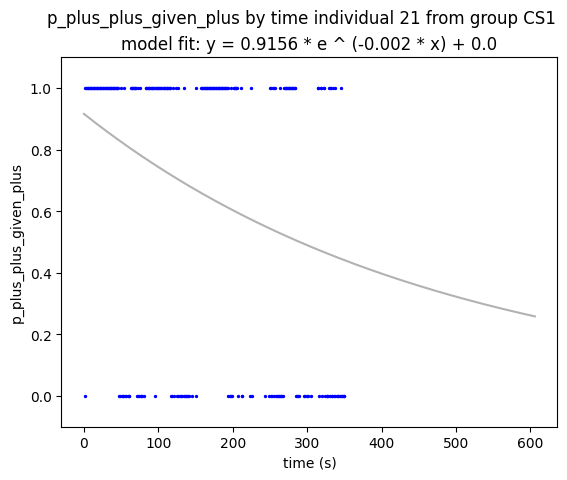 p_plus_plus_given_plus by time individual 21 from group CS1
model fit: y = 0.9156 * e ^ (-0.002 * x) + 0.0
1.0
0.8
0.6
0.4
0.2
0.0
p_plus_plus_given_plus
0 100 200 300 400 500 600
time (s)